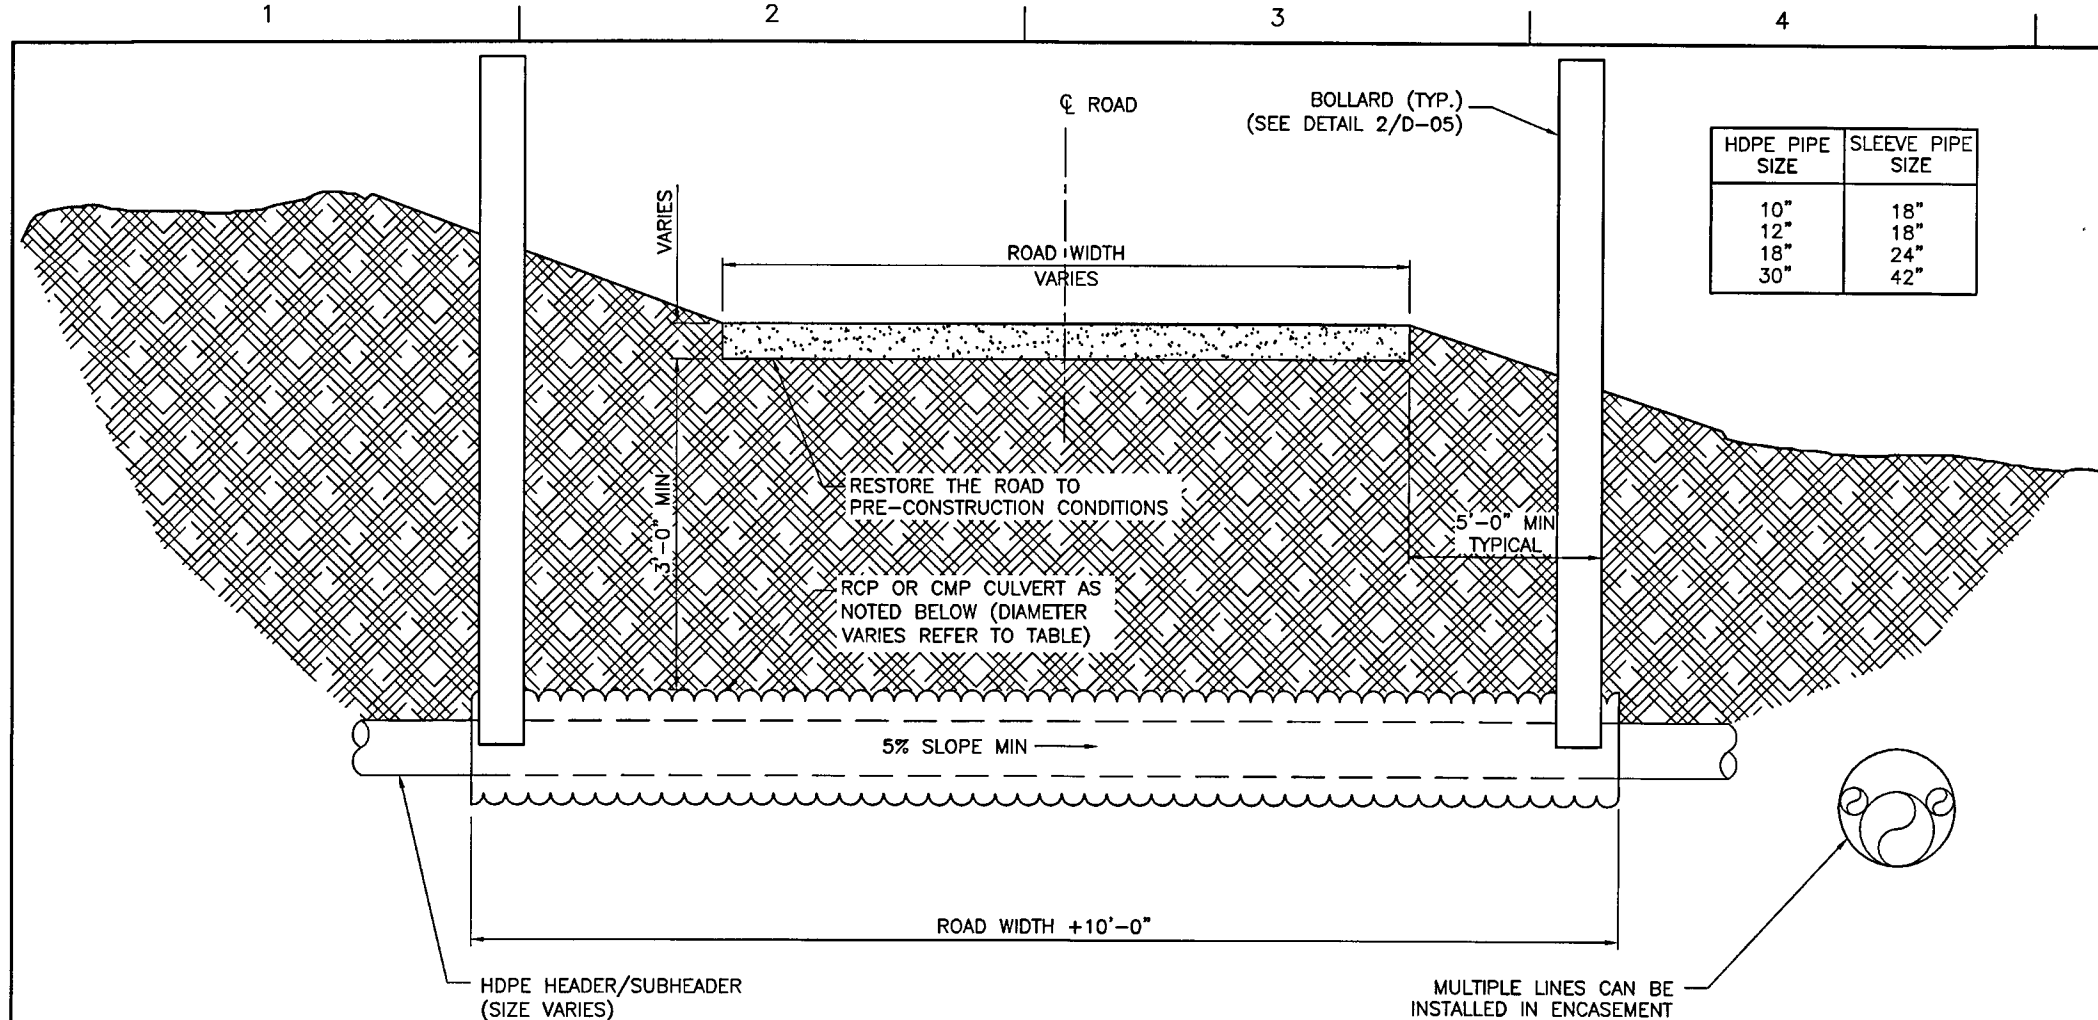 1 2 3 4
℄ ROAD
BOLLARD (TYP.)
(SEE DETAIL 2/D-05)
HDPE PIPE SIZE SLEEVE PIPE SIZE
10" 18"
12" 18"
18" 24"
30" 42"
VARIES
ROAD WIDTH
VARIES
3'-0" MIN
RESTORE THE ROAD TO
PRE-CONSTRUCTION CONDITIONS
5'-0" MIN
TYPICAL
RCP OR CMP CULVERT AS
NOTED BELOW (DIAMETER
VARIES REFER TO TABLE)
5% SLOPE MIN
ROAD WIDTH +10'-0"
HDPE HEADER/SUBHEADER
(SIZE VARIES)
MULTIPLE LINES CAN BE
INSTALLED IN ENCASEMENT